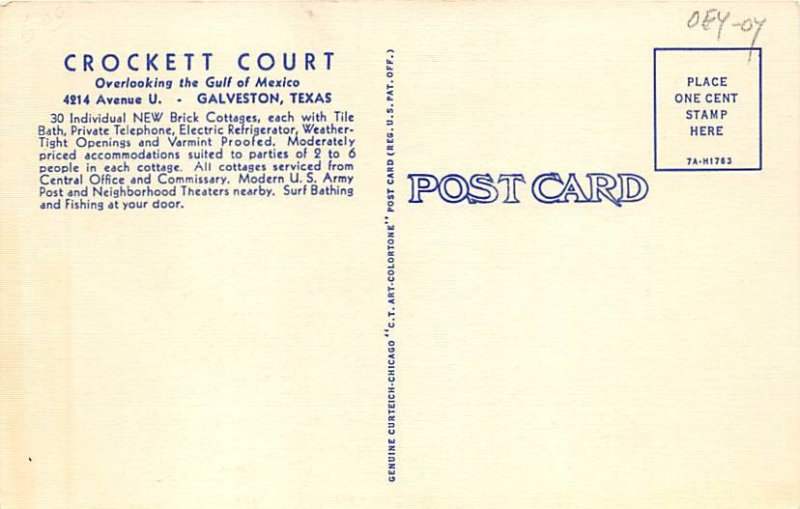 CROCKETT COURT
Overlooking the Gulf of Mexico
4214 Avenue U. - GALVESTON, TEXAS
30 Individual NEW Brick Cottages, each with Tile
Bath, Private Telephone, Electric Refrigerator, Weather-
Tight Openings and Varmint Proofed. Moderately
priced accommodations suited to parties of 2 to 6
people in each cottage. All cottages serviced from
Central Office and Commissary. Modern U. S. Army
Post and Neighborhood Theaters nearby. Surf Bathing
and Fishing at your door.
GENUINE CURTEICH-CHICAGO "C. T. ART-COLORTONE" POST CARD (REG. U. S. PAT. OFF.)
POST CARD
OEY-OY
PLACE
ONE CENT
STAMP
HERE
7A-H1763